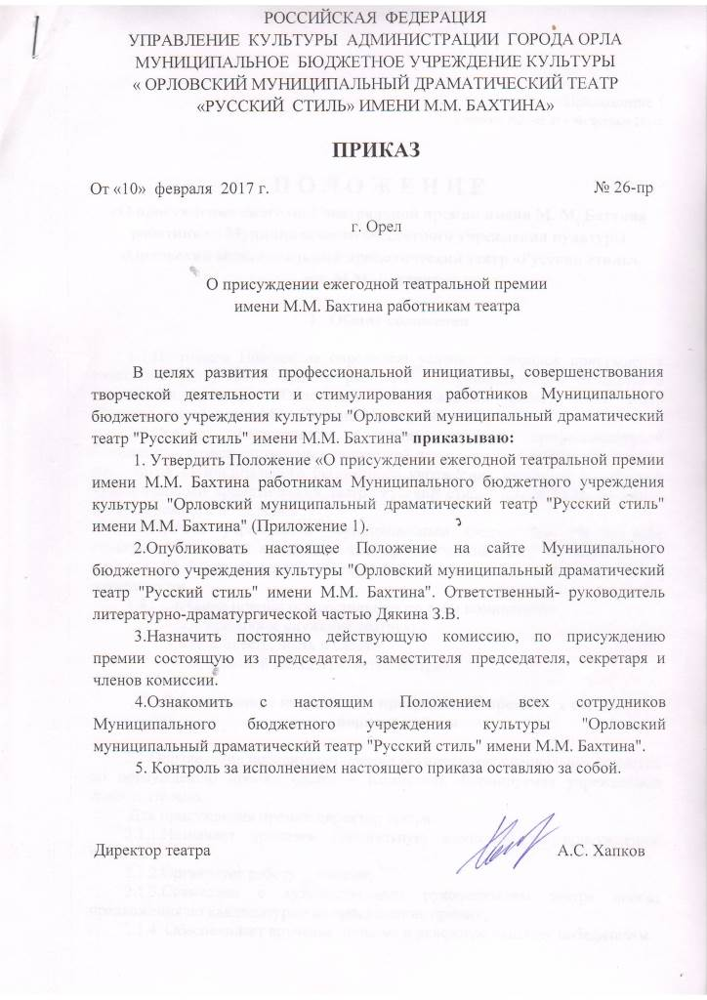 РОССИЙСКАЯ ФЕДЕРАЦИЯ
УПРАВЛЕНИЕ КУЛЬТУРЫ АДМИНИСТРАЦИИ ГОРОДА ОРЛА
МУНИЦИПАЛЬНОЕ БЮДЖЕТНОЕ УЧРЕЖДЕНИЕ КУЛЬТУРЫ
« ОРЛОВСКИЙ МУНИЦИПАЛЬНЫЙ ДРАМАТИЧЕСКИЙ ТЕАТР
«РУССКИЙ СТИЛЬ» ИМЕНИ М.М. БАХТИНА»
ПРИКАЗ
От «10» февраля 2017 г. № 26-пр
г. Орел
О присуждении ежегодной театральной премии
имени М.М. Бахтина работникам театра
В целях развития профессиональной инициативы, совершенствования
творческой деятельности и стимулирования работников Муниципального
бюджетного учреждения культуры "Орловский муниципальный драматический
театр "Русский стиль" имени М.М. Бахтина" приказываю:
1. Утвердить Положение «О присуждении ежегодной театральной премии
имени М.М. Бахтина работникам Муниципального бюджетного учреждения
культуры "Орловский муниципальный драматический театр "Русский стиль"
имени М.М. Бахтина" (Приложение 1).
2.Опубликовать настоящее Положение на сайте Муниципального
бюджетного учреждения культуры "Орловский муниципальный драматический
театр "Русский стиль" имени М.М. Бахтина". Ответственный- руководитель
литературно-драматургической частью Дякина З.В.
3.Назначить постоянно действующую комиссию, по присуждению
премии состоящую из председателя, заместителя председателя, секретаря и
членов комиссии.
4.Ознакомить с настоящим Положением всех сотрудников
Муниципального бюджетного учреждения культуры "Орловский
муниципальный драматический театр "Русский стиль" имени М.М. Бахтина".
5. Контроль за исполнением настоящего приказа оставляю за собой.
Директор театра А.С. Хапков